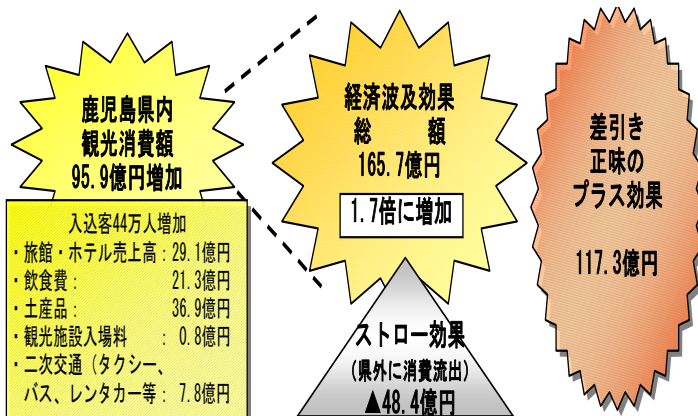 鹿児島県内
観光消費額
95.9億円増加
入込客44万人増加
・旅館・ホテル売上高：29.1億円
・飲食費： 21.3億円
・土産品： 36.9億円
・観光施設入場料 ： 0.8億円
・二次交通（タクシー、
バス、レンタカー等：7.8億円
経済波及効果
総 額
165.7億円
1.7倍に増加
ストロー効果
（県外に消費流出）
▲48.4億円
差引き
正味の
プラス効果
117.3億円